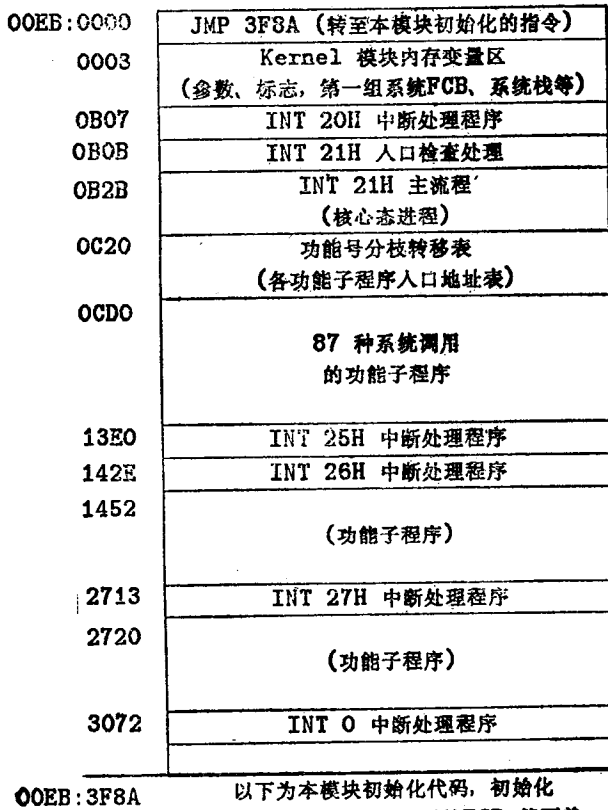 00EB:0000 JMP 3F8A (转至本模块初始化的指令)
0003 Kernel 模块内存变量区
(参数、标志,第一组系统FCB、系统栈等)
0B07 INT 20H 中断处理程序
0B0B INT 21H 人口检查处理
0B2B INT 21H 主流程
(核心态进程)
0C20 功能号分枝转移表
(各功能子程序人口地址表)
0CD0
87 种系统调用
的功能子程序
13E0 INT 25H 中断处理程序
142E INT 26H 中断处理程序
1452
(功能子程序)
2713 INT 27H 中断处理程序
2720
(功能子程序)
3072 INT 0 中断处理程序
00EB:3F8A 以下为本模块初始化代码,初始化